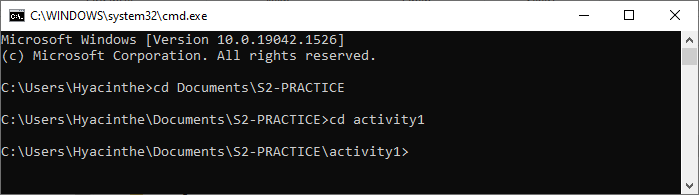 C:\WINDOWS\system32\cmd.exe
Microsoft Windows [Version 10.0.19042.1526]
(c) Microsoft Corporation. All rights reserved.
C:\Users\Hyacinthe>cd Documents\S2-PRACTICE
C:\Users\Hyacinthe\Documents\S2-PRACTICE>cd activity1
C:\Users\Hyacinthe\Documents\S2-PRACTICE\activity1>